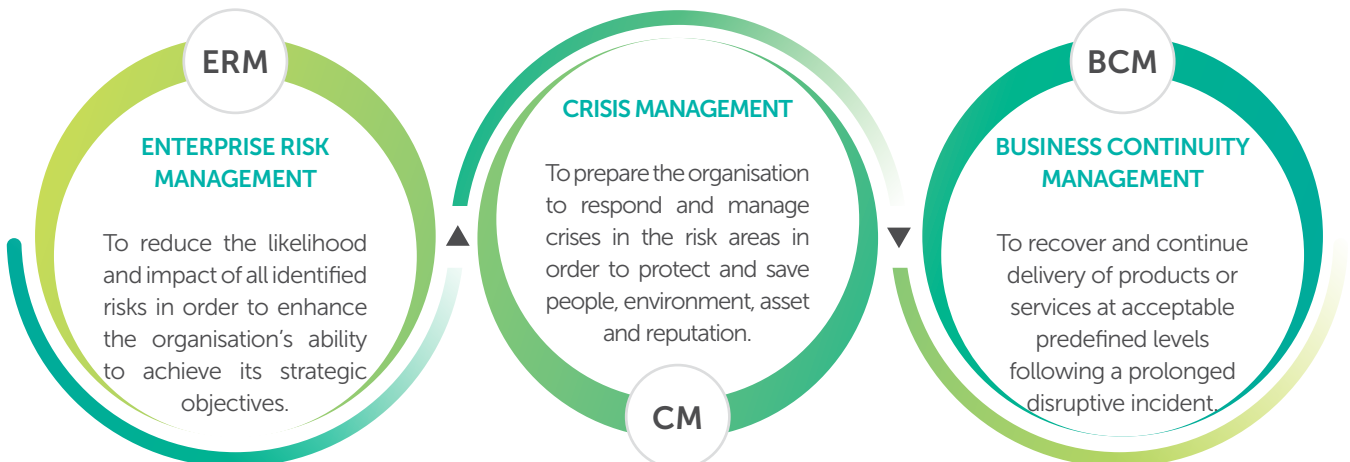 ERM
ENTERPRISE RISK
MANAGEMENT
To reduce the likelihood
and impact of all identified
risks in order to enhance
the organisation's ability
to achieve its strategic
objectives.
CRISIS MANAGEMENT
To prepare the organisation
to respond and manage
crises in the risk areas in
order to protect and save
people, environment, asset
and reputation.
CM
BCM
BUSINESS CONTINUITY
MANAGEMENT
To recover and continue
delivery of products or
services at acceptable
predefined levels
following a prolonged
disruptive incident.